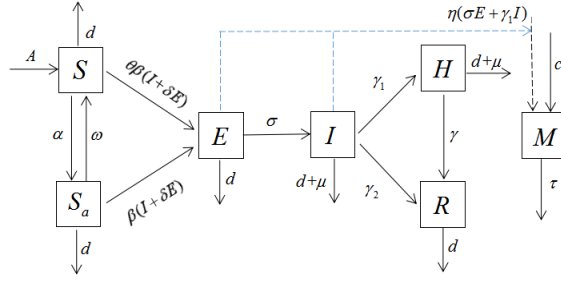 η(σE+γ₁I)
d
A
S
θβ(I+δE)
H
d+μ
c
γ₁
α
ω
E
σ
I
γ
M
Sₐ
β(I+δE)
d
d+μ
γ₂
R
τ
d
d